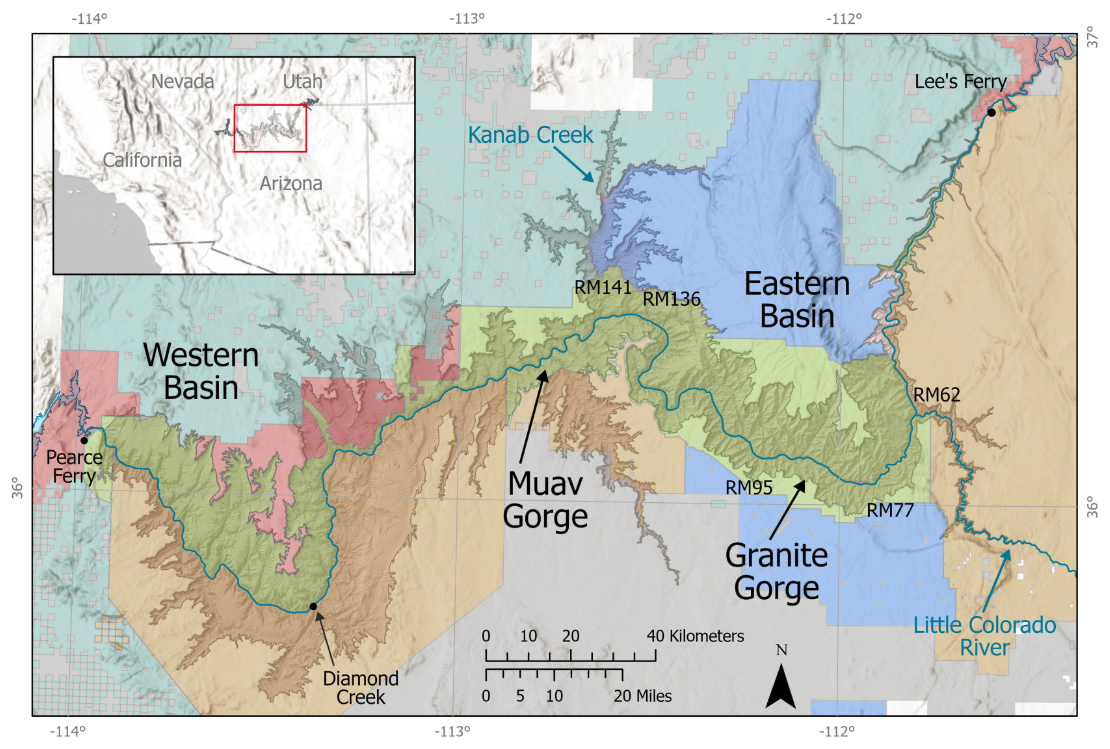 -114°
-113°
-112°
37°
Nevada
Utah
California
Arizona
Lee's Ferry
Kanab Creek
RM141
RM136
Eastern
Basin
Western
Basin
RM62
Pearce
Ferry
Muav
Gorge
RM95
RM77
36°
36°
Granite
Gorge
Little Colorado
River
Diamond
Creek
0 10 20 40 Kilometers
0 5 10 20 Miles
N
-114°
-113°
-112°